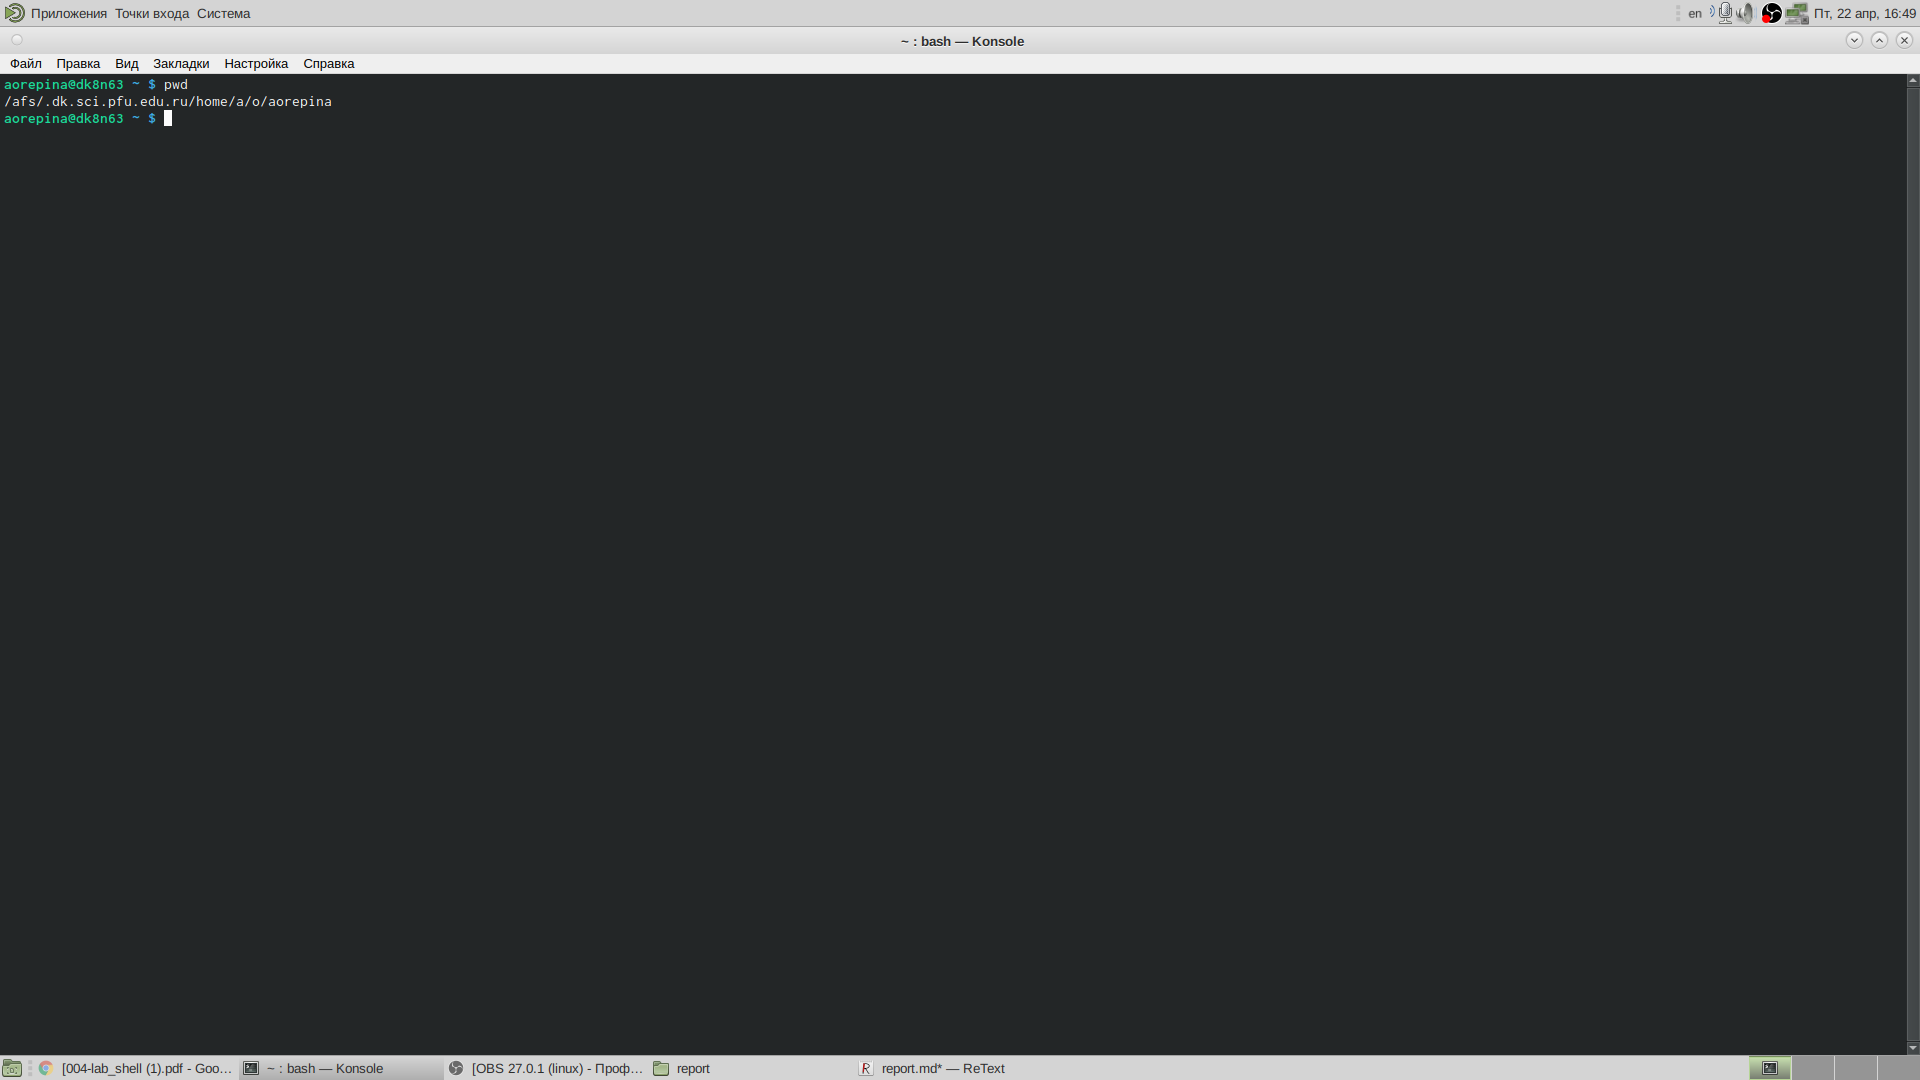 Приложения Точки входа Система
en Пт, 22 апр, 16:49
~ : bash — Konsole
Файл Правка Вид Закладки Настройка Справка
aorepina@dk8n63 ~ $ pwd
/afs/.dk.sci.pfu.edu.ru/home/a/o/aorepina
aorepina@dk8n63 ~ $
[004-lab_shell (1).pdf - Goo... ~ : bash — Konsole [OBS 27.0.1 (linux) - Проф... report report.md* — ReText